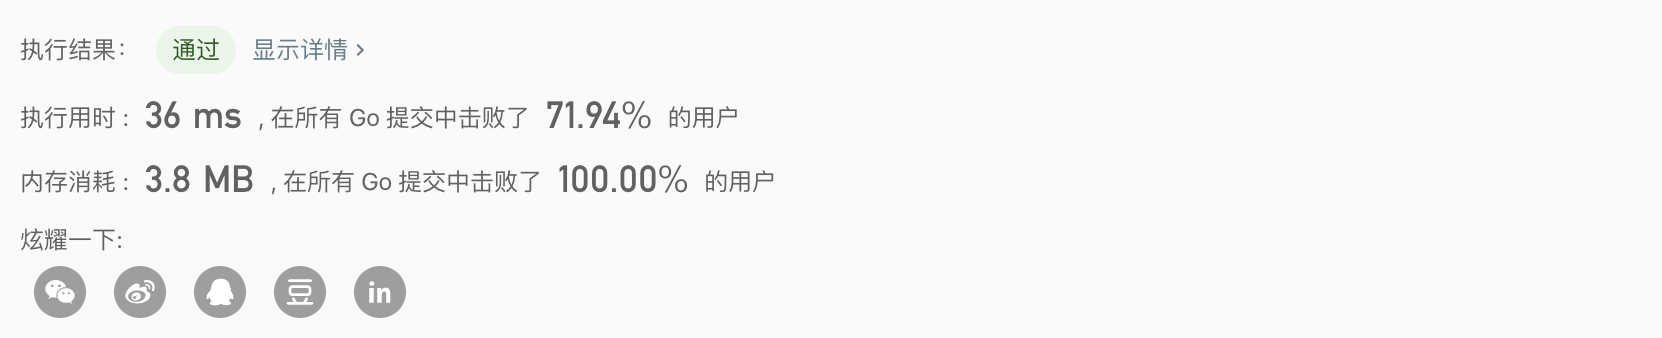 执行结果： 通过 显示详情 ›
执行用时 : 36 ms , 在所有 Go 提交中击败了 71.94% 的用户
内存消耗 : 3.8 MB , 在所有 Go 提交中击败了 100.00% 的用户
炫耀一下:
豆 in